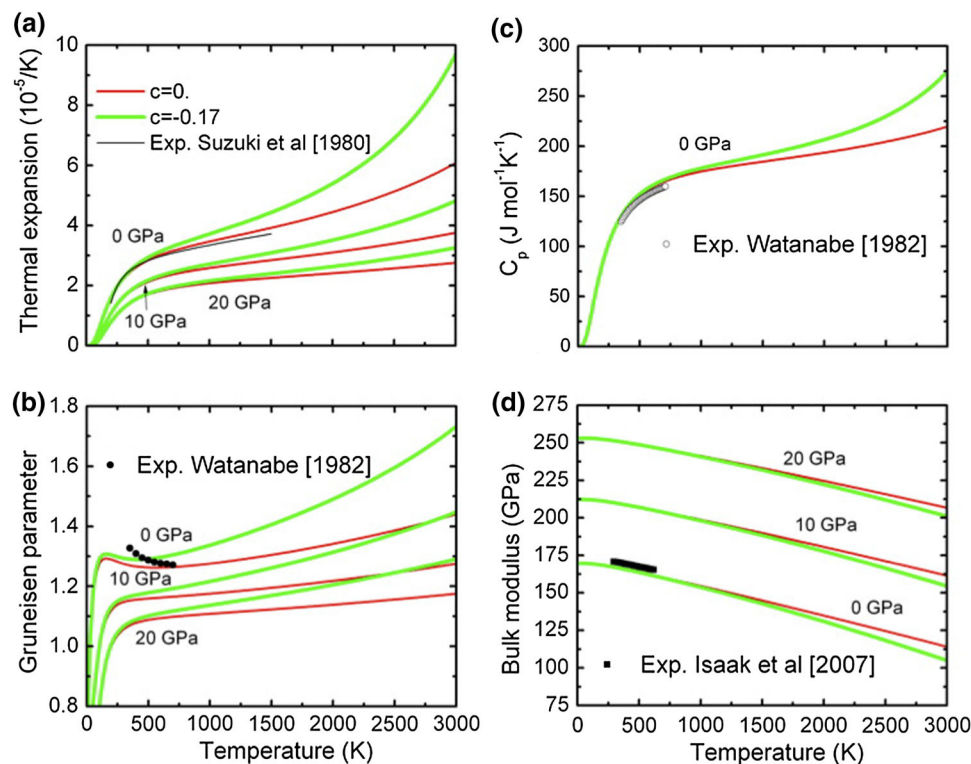 (a)
Thermal expansion (10⁻⁵/K)
10
8
6
4
2
0
c=0.
c=-0.17
Exp. Suzuki et al [1980]
0 GPa
10 GPa
20 GPa
(b)
Gruneisen parameter
1.8
1.6
1.4
1.2
1.0
0.8
Exp. Watanabe [1982]
0 GPa
10 GPa
20 GPa
0 500 1000 1500 2000 2500 3000
Temperature (K)
(c)
Cₚ (J mol⁻¹K⁻¹)
300
250
200
150
100
50
0
0 GPa
Exp. Watanabe [1982]
(d)
Bulk modulus (GPa)
275
250
225
200
175
150
125
100
75
20 GPa
10 GPa
0 GPa
Exp. Isaak et al [2007]
0 500 1000 1500 2000 2500 3000
Temperature (K)